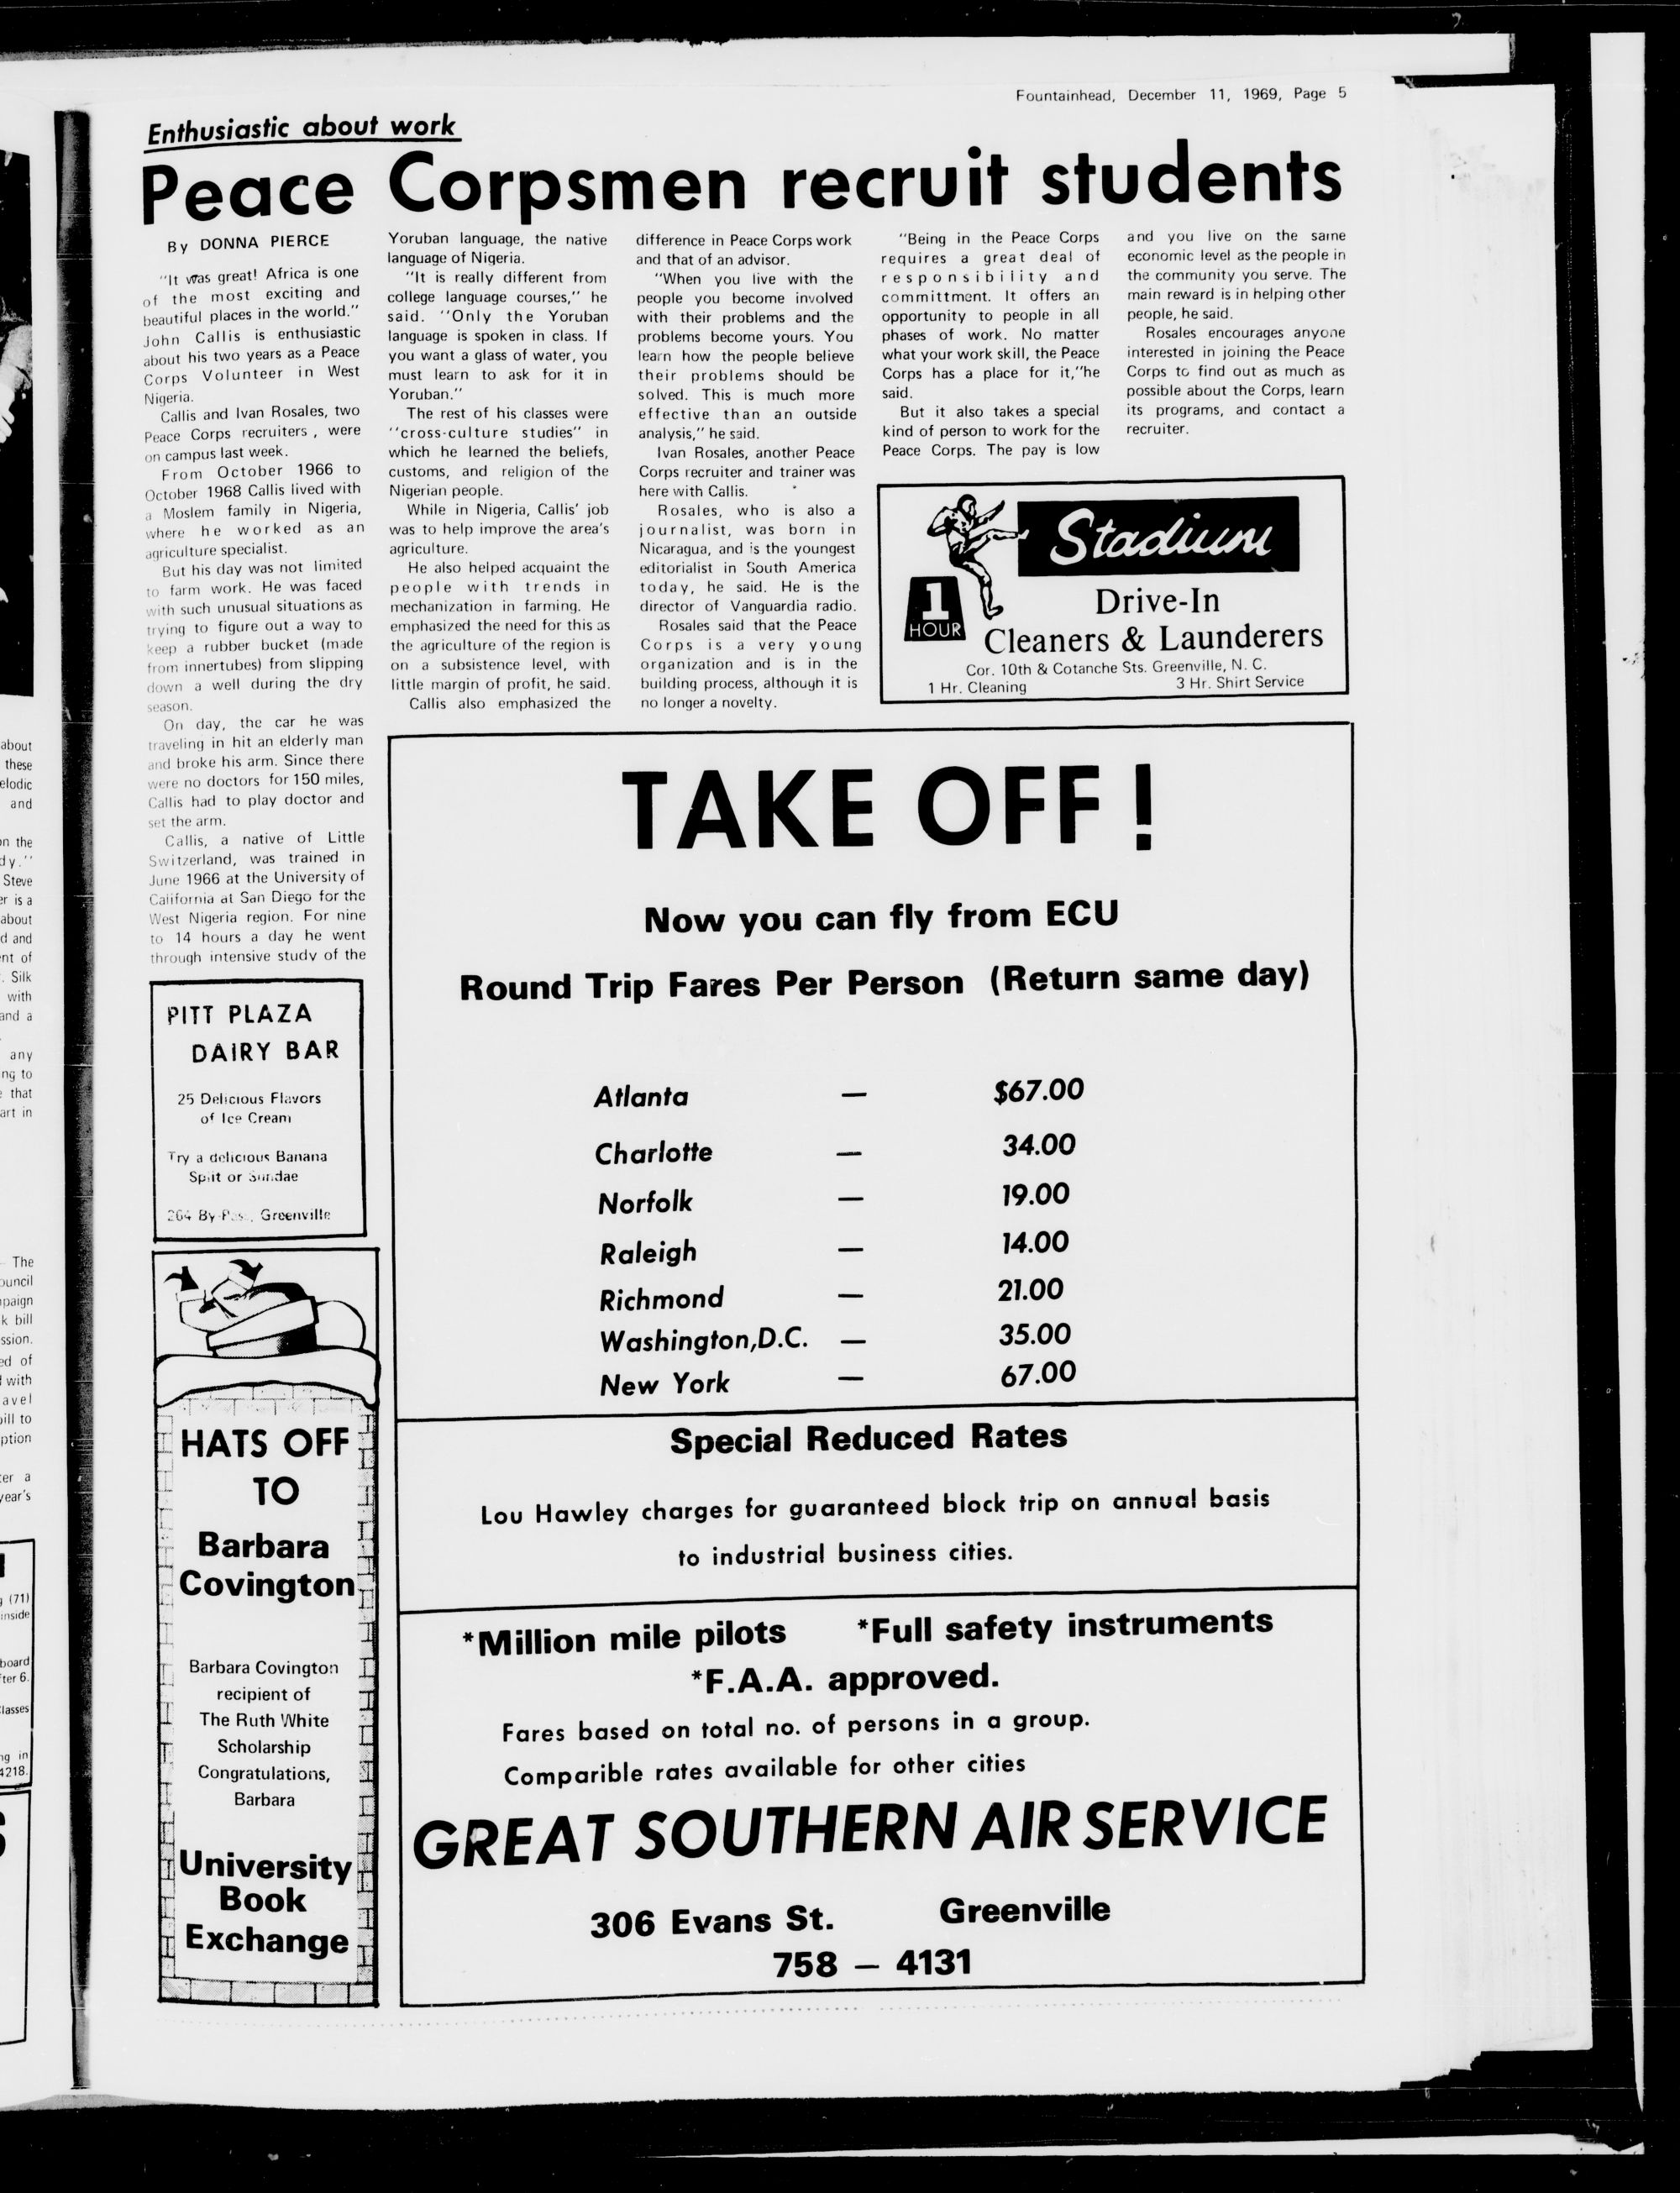 Fountainhead, December 11, 1969, Page 5
Enthusiastic about work
Peace Corpsmen recruit students
By DONNA PIERCE
"It was great! Africa is one
of the most exciting and
beautiful places in the world."
John Callis is enthusiastic
about his two years as a Peace
Corps Volunteer in West
Nigeria.
Callis and Ivan Rosales, two
Peace Corps recruiters, were
on campus last week.
From October 1966 to
October 1968 Callis lived with
a Moslem family in Nigeria,
where he worked as an
agriculture specialist.
But his day was not limited
to farm work. He was faced
with such unusual situations as
trying to figure out a way to
keep a rubber bucket (made
from innertubes) from slipping
down a well during the dry
season.
On day, the car he was
traveling in hit an elderly man
and broke his arm. Since there
were no doctors for 150 miles,
Callis had to play doctor and
set the arm.
Callis, a native of Little
Switzerland, was trained in
June 1966 at the University of
California at San Diego for the
West Nigeria region. For nine
to 14 hours a day he went
through intensive study of the
Yoruban language, the native
language of Nigeria.
"It is really different from
college language courses," he
said. "Only the Yoruban
language is spoken in class. If
you want a glass of water, you
must learn to ask for it in
Yoruban."
The rest of his classes were
"cross-culture studies" in
which he learned the beliefs,
customs, and religion of the
Nigerian people.
While in Nigeria, Callis' job
was to help improve the area's
agriculture.
He also helped acquaint the
people with trends in
mechanization in farming. He
emphasized the need for this as
the agriculture of the region is
on a subsistence level, with
little margin of profit, he said.
Callis also emphasized the
difference in Peace Corps work
and that of an advisor.
"When you live with the
people you become involved
with their problems and the
problems become yours. You
learn how the people believe
their problems should be
solved. This is much more
effective than an outside
analysis," he said.
Ivan Rosales, another Peace
Corps recruiter and trainer was
here with Callis.
Rosales, who is also a
journalist, was born in
Nicaragua, and is the youngest
editorialist in South America
today, he said. He is the
director of Vanguardia radio.
Rosales said that the Peace
Corps is a very young
organization and is in the
building process, although it is
no longer a novelty.
"Being in the Peace Corps
requires a great deal of
responsibility and
committment. It offers an
opportunity to people in all
phases of work. No matter
what your work skill, the Peace
Corps has a place for it,"he
said.
But it also takes a special
kind of person to work for the
Peace Corps. The pay is low
and you live on the same
economic level as the people in
the community you serve. The
main reward is in helping other
people, he said.
Rosales encourages anyone
interested in joining the Peace
Corps to find out as much as
possible about the Corps, learn
its programs, and contact a
recruiter.
Stadium
1
HOUR
Drive-In
Cleaners & Launderers
Cor. 10th & Cotanche Sts. Greenville, N. C.
1 Hr. Cleaning 3 Hr. Shirt Service
PITT PLAZA
DAIRY BAR
25 Delicious Flavors
of Ice Cream
Try a delicious Banana
Split or Sundae
264 By-Pass, Greenville
HATS OFF
TO
Barbara
Covington
Barbara Covington
recipient of
The Ruth White
Scholarship
Congratulations,
Barbara
University
Book
Exchange
TAKE OFF!
Now you can fly from ECU
Round Trip Fares Per Person (Return same day)
Atlanta — $67.00
Charlotte — 34.00
Norfolk — 19.00
Raleigh — 14.00
Richmond — 21.00
Washington,D.C. — 35.00
New York — 67.00
Special Reduced Rates
Lou Hawley charges for guaranteed block trip on annual basis
to industrial business cities.
*Million mile pilots *Full safety instruments
*F.A.A. approved.
Fares based on total no. of persons in a group.
Comparible rates available for other cities
GREAT SOUTHERN AIR SERVICE
306 Evans St. Greenville
758 — 4131